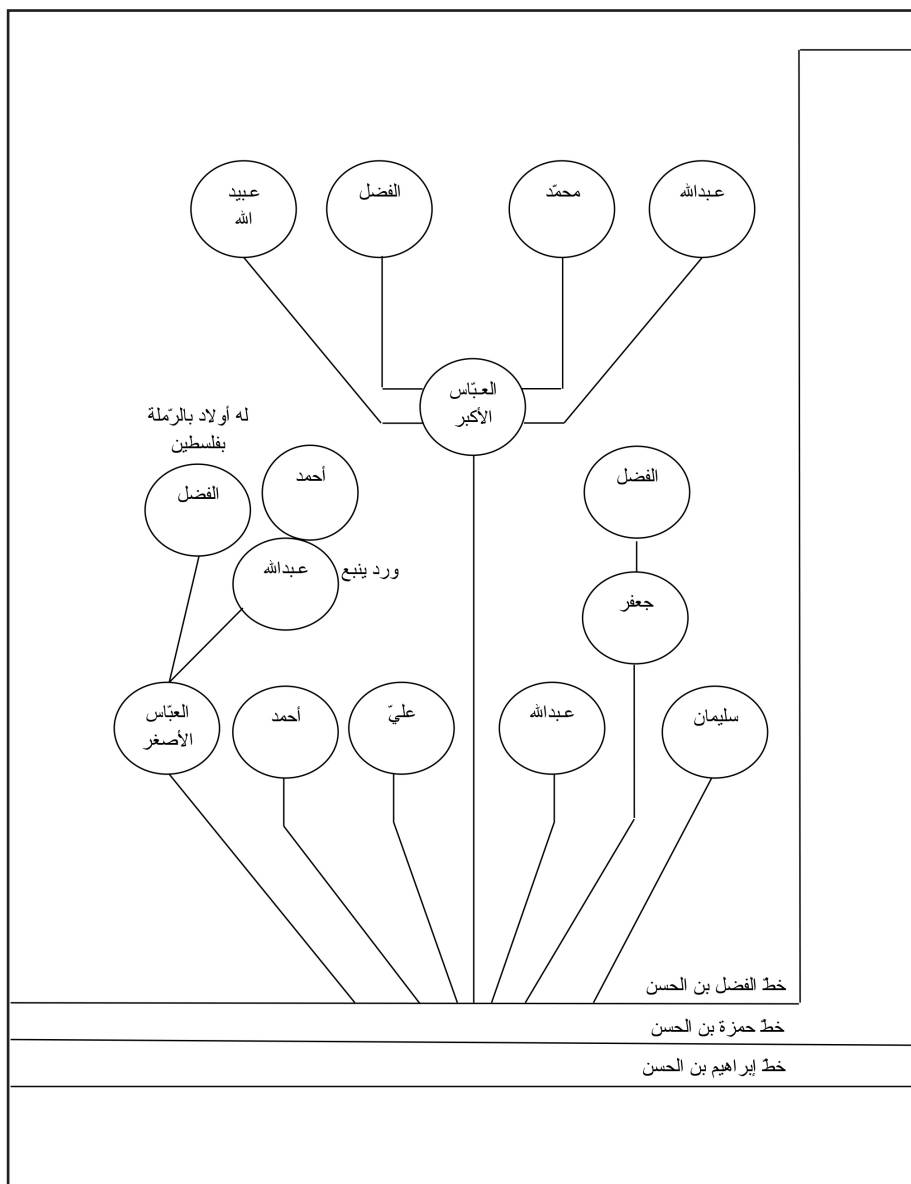 عبدالله
محمّد
الفضل
عبيد
الله
العبّاس
الأكبر
له أولاد بالرّملة
بفلسطين
الفضل
أحمد
الفضل
ورد ينبع
عبدالله
جعفر
سليمان
عبدالله
عليّ
أحمد
العبّاس
الأصغر
خطّ الفضل بن الحسن
خطّ حمزة بن الحسن
خطّ إبراهيم بن الحسن